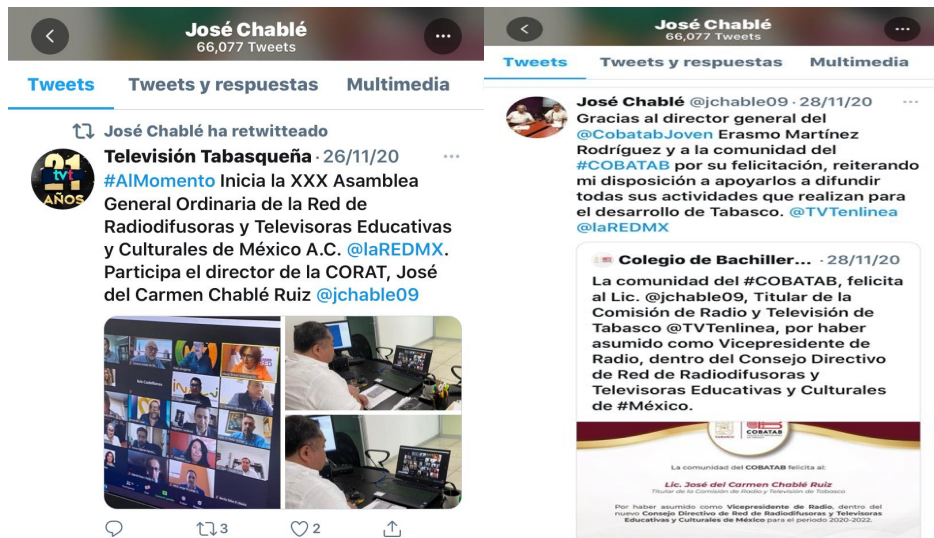 José Chablé
66,077 Tweets
Tweets
Tweets y respuestas
Multimedia
José Chablé ha retwitteado
21
tvt
AÑOS
Televisión Tabasqueña · 26/11/20
#AlMomento Inicia la XXX Asamblea
General Ordinaria de la Red de
Radiodifusoras y Televisoras Educativas
y Culturales de México A.C. @laREDMX.
Participa el director de la CORAT, José
del Carmen Chablé Ruiz @jchable09
3
2
José Chablé
66,077 Tweets
Tweets
Tweets y respuestas
Multimedia
José Chablé @jchable09 · 28/11/20
Gracias al director general del
@CobatabJoven Erasmo Martínez
Rodríguez y a la comunidad del
#COBATAB por su felicitación, reiterando
mi disposición a apoyarlos a difundir
todas sus actividades que realizan para
el desarrollo de Tabasco. @TVTenlinea
@laREDMX
Colegio de Bachiller... · 28/11/20
La comunidad del #COBATAB, felicita
al Lic. @jchable09, Titular de la
Comisión de Radio y Televisión de
Tabasco @TVTenlinea, por haber
asumido como Vicepresidente de
Radio, dentro del Consejo Directivo
de Red de Radiodifusoras y
Televisoras Educativas y Culturales
de #México.
COBATAB
La comunidad del COBATAB felicita al:
Lic. José del Carmen Chablé Ruiz
Titular de la Comisión de Radio y Televisión de Tabasco
Por haber asumido como Vicepresidente de Radio, dentro del
nuevo Consejo Directivo de Red de Radiodifusoras y Televisoras
Educativas y Culturales de México para el periodo 2020-2022.